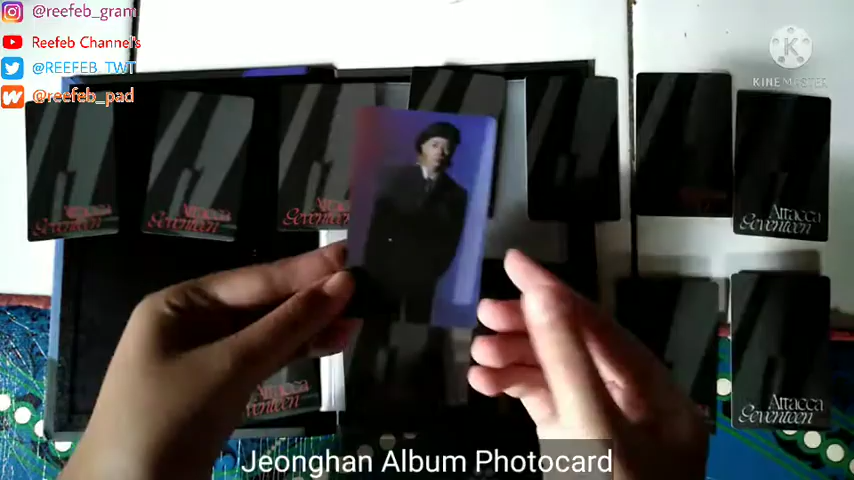 @reefeb_gram
Reefeb Channel's
@REEFEB_TWT
@reefeb_pad
KINEMASTER
Attacca
Seventeen
Attacca
Seventeen
Attacca
Seventeen
Attacca
Seventeen
Attacca
Seventeen
Attacca
Seventeen
Jeonghan Album Photocard